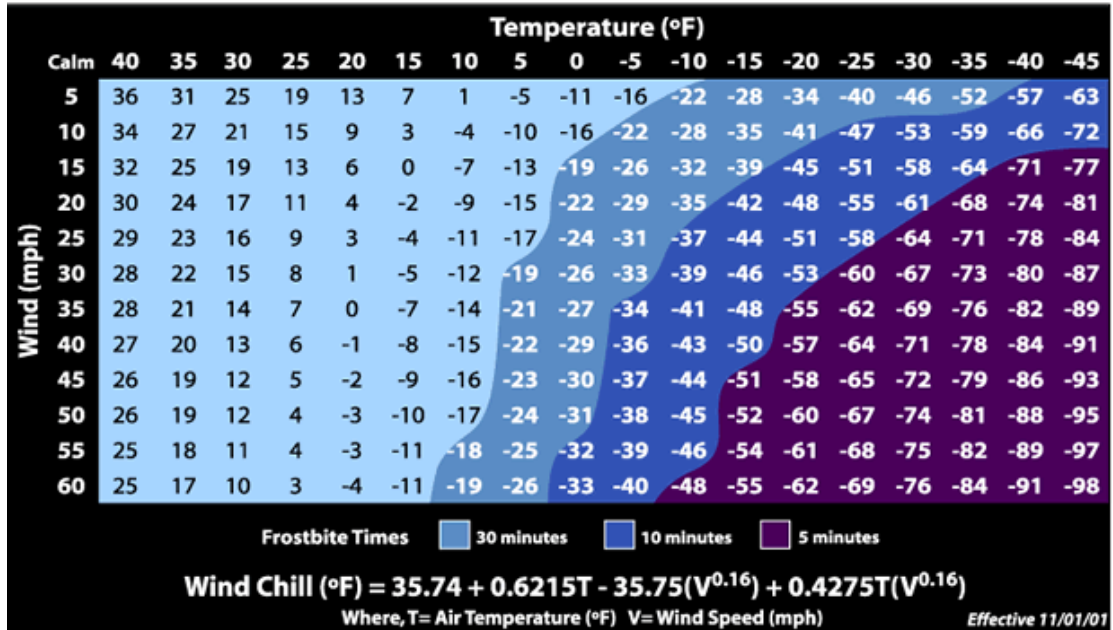 Temperature (ºF)
Calm 40 35 30 25 20 15 10 5 0 -5 -10 -15 -20 -25 -30 -35 -40 -45
5 36 31 25 19 13 7 1 -5 -11 -16 -22 -28 -34 -40 -46 -52 -57 -63
10 34 27 21 15 9 3 -4 -10 -16 -22 -28 -35 -41 -47 -53 -59 -66 -72
15 32 25 19 13 6 0 -7 -13 -19 -26 -32 -39 -45 -51 -58 -64 -71 -77
20 30 24 17 11 4 -2 -9 -15 -22 -29 -35 -42 -48 -55 -61 -68 -74 -81
25 29 23 16 9 3 -4 -11 -17 -24 -31 -37 -44 -51 -58 -64 -71 -78 -84
30 28 22 15 8 1 -5 -12 -19 -26 -33 -39 -46 -53 -60 -67 -73 -80 -87
35 28 21 14 7 0 -7 -14 -21 -27 -34 -41 -48 -55 -62 -69 -76 -82 -89
40 27 20 13 6 -1 -8 -15 -22 -29 -36 -43 -50 -57 -64 -71 -78 -84 -91
45 26 19 12 5 -2 -9 -16 -23 -30 -37 -44 -51 -58 -65 -72 -79 -86 -93
50 26 19 12 4 -3 -10 -17 -24 -31 -38 -45 -52 -60 -67 -74 -81 -88 -95
55 25 18 11 4 -3 -11 -18 -25 -32 -39 -46 -54 -61 -68 -75 -82 -89 -97
60 25 17 10 3 -4 -11 -19 -26 -33 -40 -48 -55 -62 -69 -76 -84 -91 -98
Wind (mph)
Frostbite Times 30 minutes 10 minutes 5 minutes
Wind Chill (ºF) = 35.74 + 0.6215T - 35.75(V0.16) + 0.4275T(V0.16)
Where, T= Air Temperature (ºF) V= Wind Speed (mph)
Effective 11/01/01